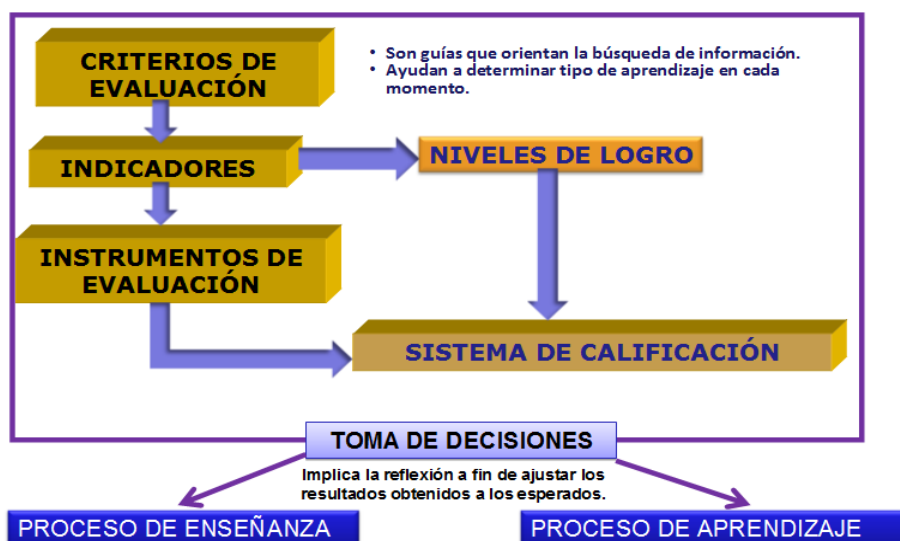 CRITERIOS DE
EVALUACIÓN
• Son guías que orientan la búsqueda de información.
• Ayudan a determinar tipo de aprendizaje en cada
momento.
INDICADORES
NIVELES DE LOGRO
INSTRUMENTOS DE
EVALUACIÓN
SISTEMA DE CALIFICACIÓN
TOMA DE DECISIONES
Implica la reflexión a fin de ajustar los
resultados obtenidos a los esperados.
PROCESO DE ENSEÑANZA
PROCESO DE APRENDIZAJE